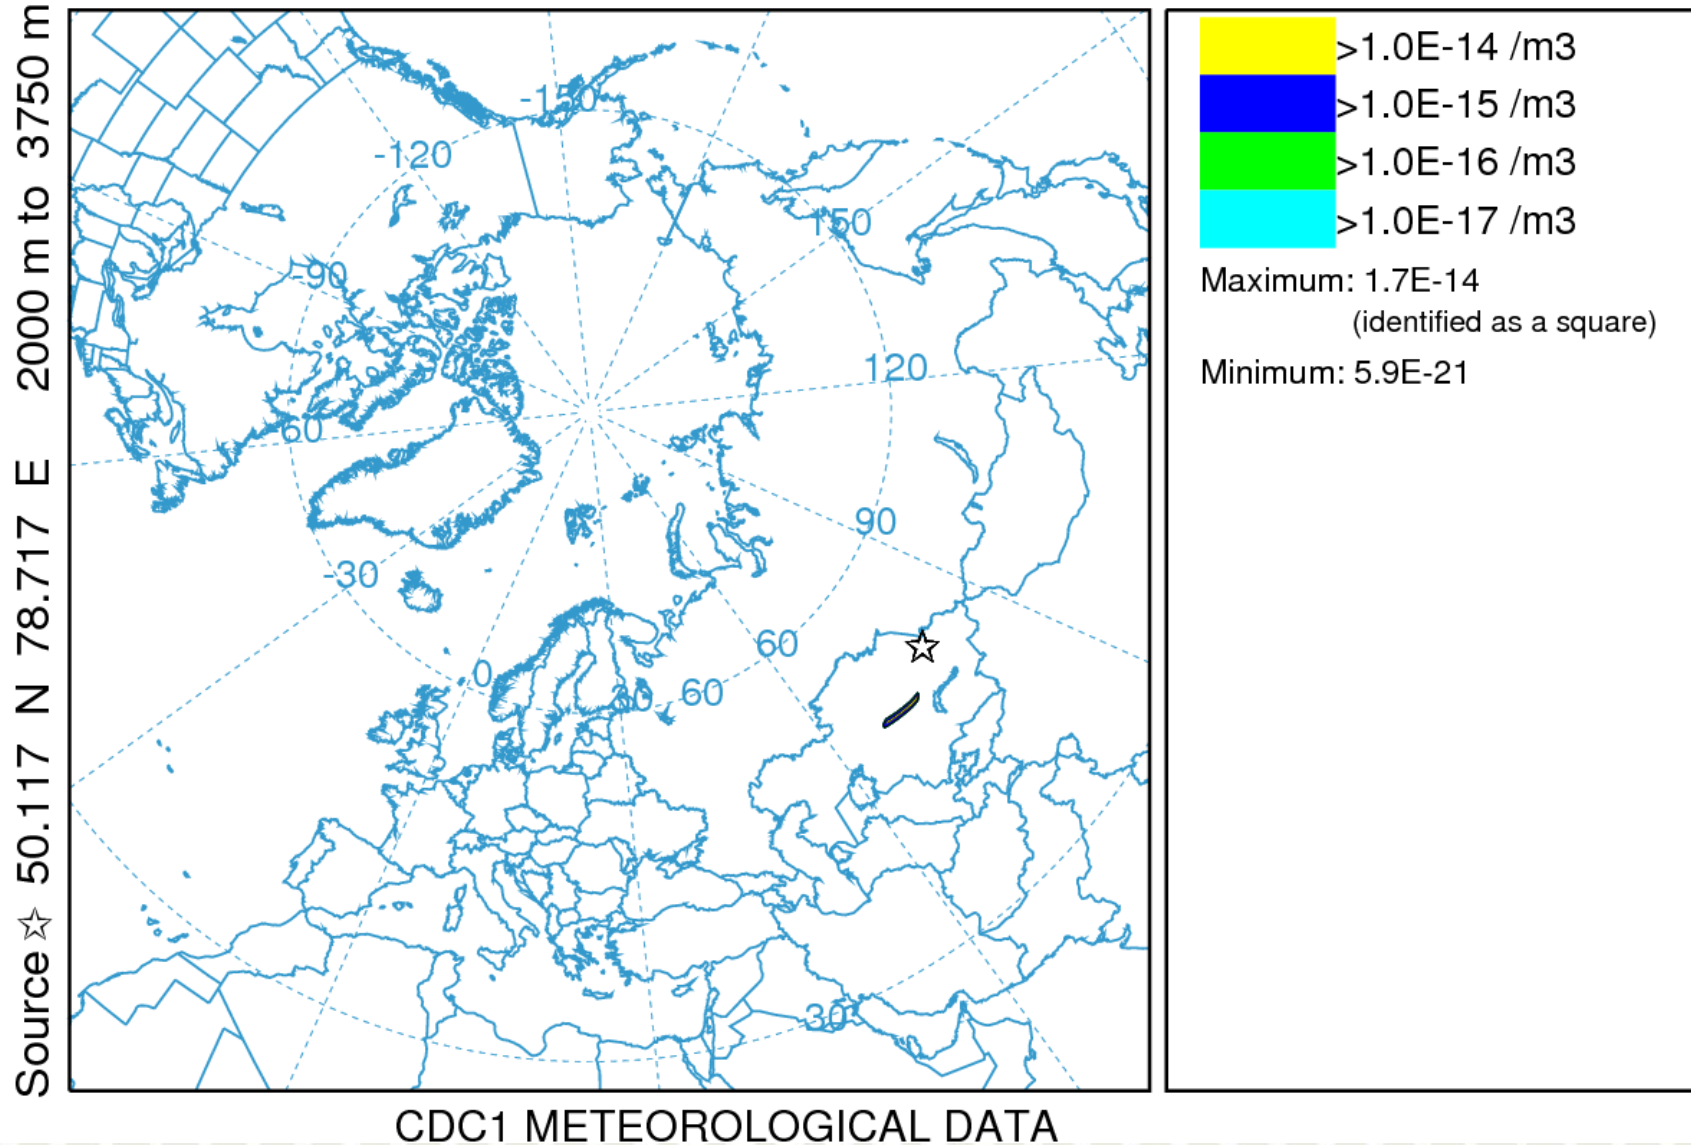 Source ☆ 50.117 N 78.717 E 2000 m to 3750 m
-150
-120
150
-90
120
-60
90
-30
60
0
30
60
30
CDC1 METEOROLOGICAL DATA
>1.0E-14 /m3
>1.0E-15 /m3
>1.0E-16 /m3
>1.0E-17 /m3
Maximum: 1.7E-14
(identified as a square)
Minimum: 5.9E-21